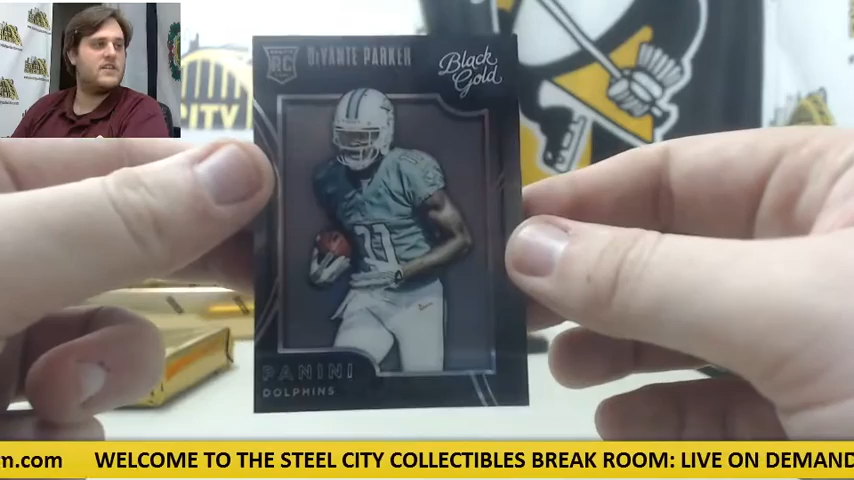 RC
DEVANTE PARKER
Black Gold
CITY
11
PANINI
DOLPHINS
m.com WELCOME TO THE STEEL CITY COLLECTIBLES BREAK ROOM: LIVE ON DEMAND